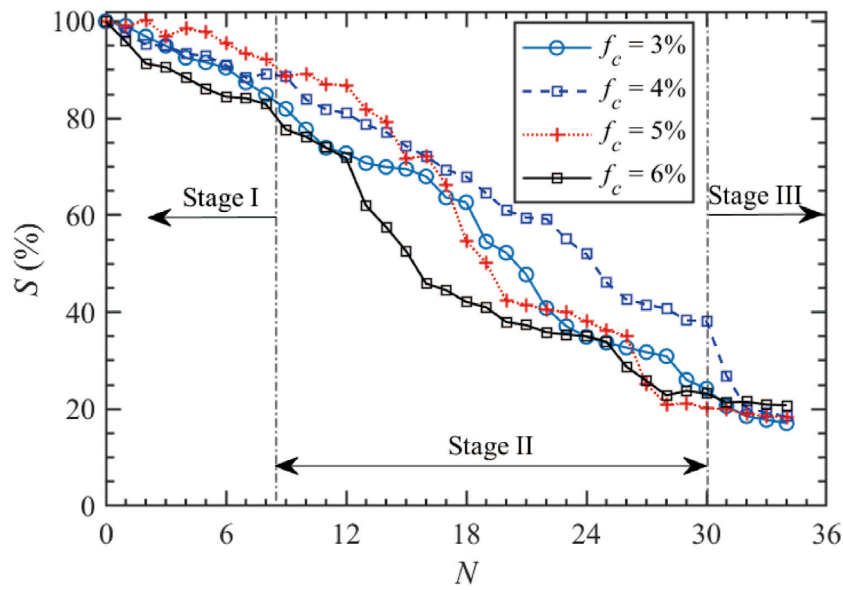 100
80
60
40
20
0
S (%)
f_c = 3%
f_c = 4%
f_c = 5%
f_c = 6%
Stage I
Stage III
Stage II
0 6 12 18 24 30 36
N